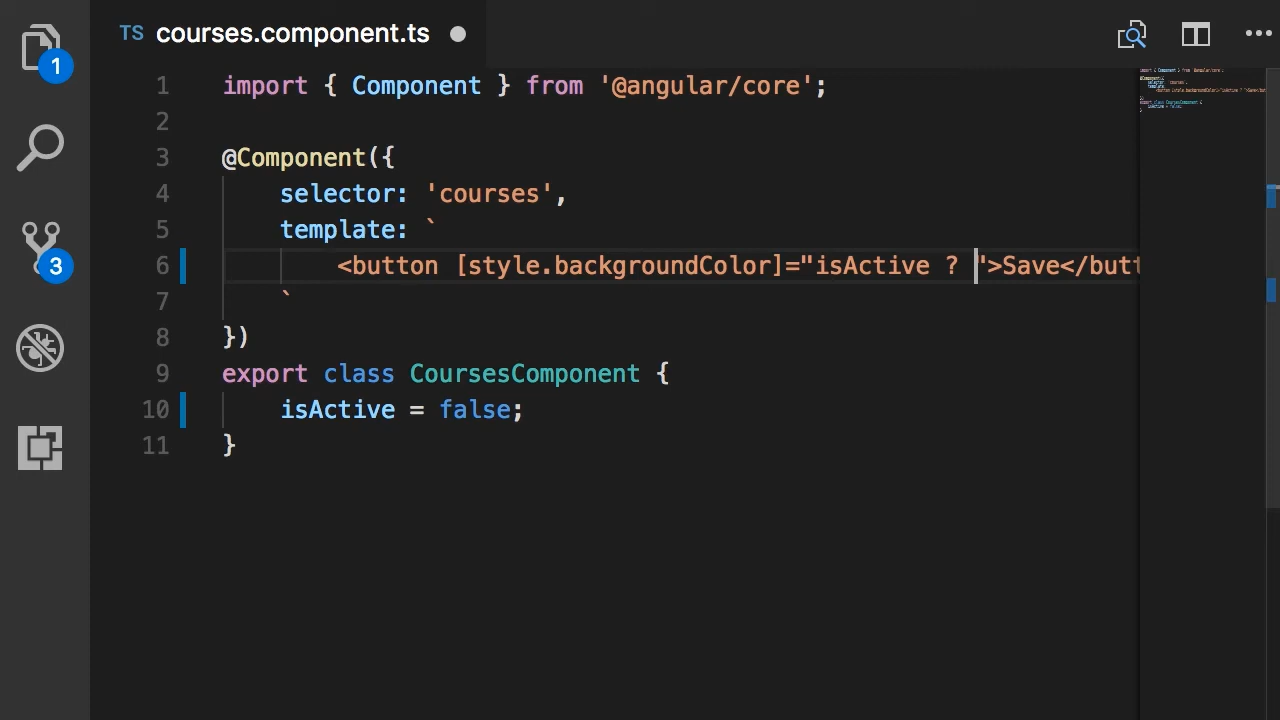 1
TS courses.component.ts
1 import { Component } from '@angular/core';
2
3 @Component({
4 selector: 'courses',
5 template: `
3
6 <button [style.backgroundColor]="isActive ? ">Save</butt
7 `
8 })
9 export class CoursesComponent {
10 isActive = false;
11 }